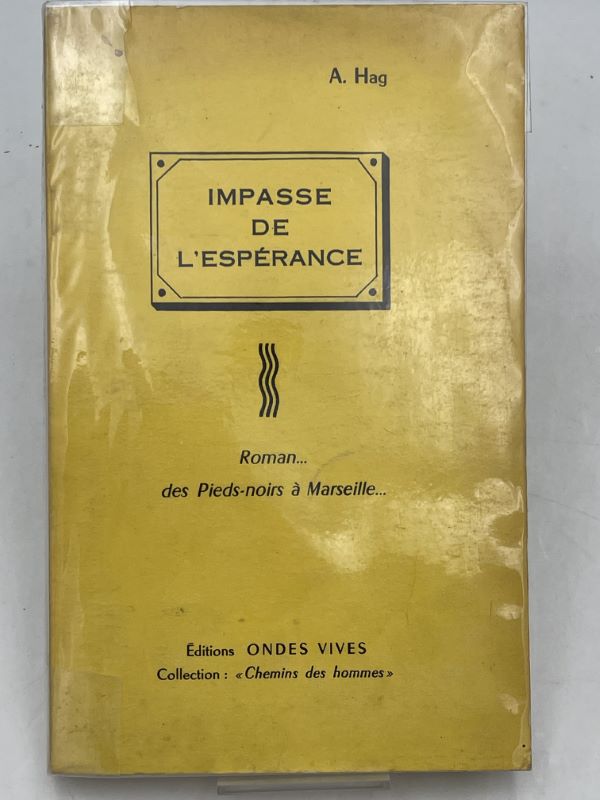 A. Hag
IMPASSE
DE
L'ESPÉRANCE
Roman...
des Pieds-noirs à Marseille...
Éditions ONDES VIVES
Collection : «Chemins des hommes»